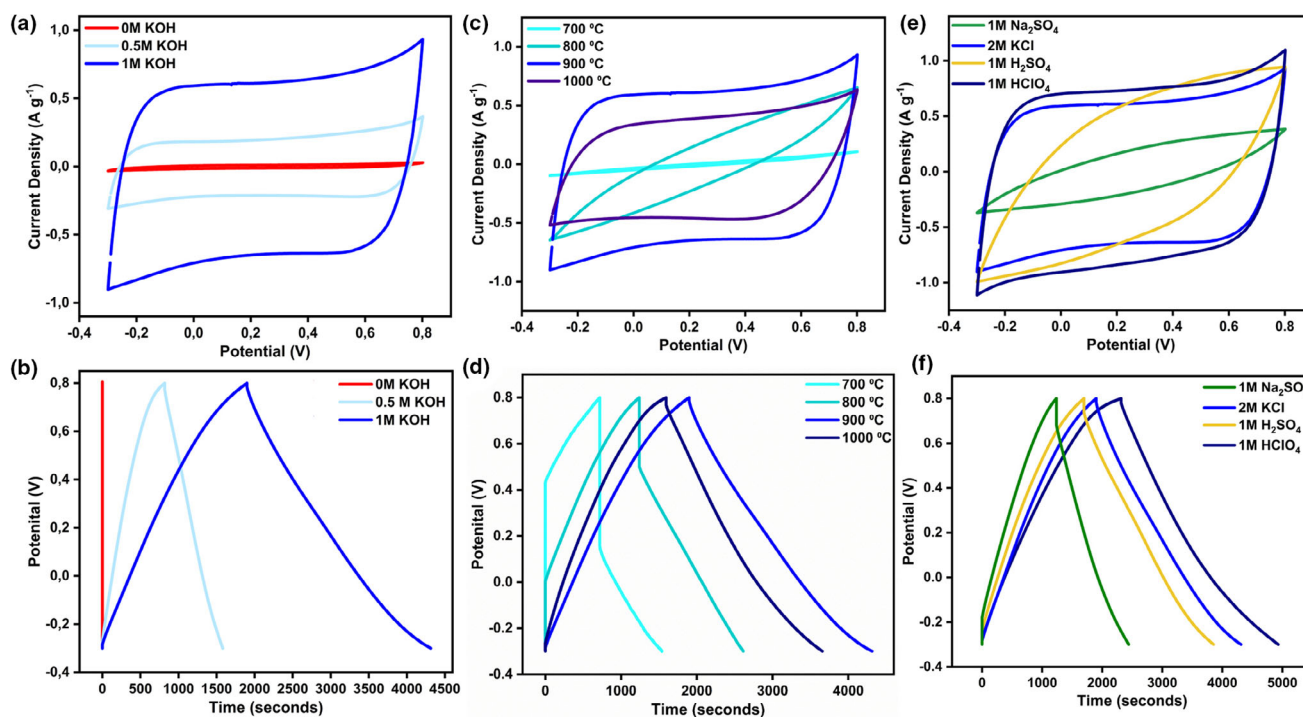 (a)
0M KOH
0.5M KOH
1M KOH
Current Density (A g⁻¹)
1,0
0,5
0,0
-0,5
-1,0
-0,4 -0,2 0,0 0,2 0,4 0,6 0,8
Potential (V)
(c)
700 ºC
800 ºC
900 ºC
1000 ºC
Current Density (A g⁻¹)
1.0
0.5
0.0
-0.5
-1.0
-0.4 -0.2 0.0 0.2 0.4 0.6 0.8
Potential (V)
(e)
1M Na₂SO₄
2M KCl
1M H₂SO₄
1M HClO₄
Current Density (A g⁻¹)
1.0
0.5
0.0
-0.5
-1.0
-0.4 -0.2 0.0 0.2 0.4 0.6 0.8
Potential (V)
(b)
0M KOH
0.5 M KOH
1M KOH
Potenital (V)
0,8
0,4
0,0
-0,4
0 500 1000 1500 2000 2500 3000 3500 4000 4500
Time (seconds)
(d)
700 ºC
800 ºC
900 ºC
1000 ºC
Potential (V)
0.8
0.6
0.4
0.2
0.0
-0.2
-0.4
0 1000 2000 3000 4000
Time (seconds)
(f)
1M Na₂SO
2M KCl
1M H₂SO₄
1M HClO₄
Potential (V)
0.8
0.6
0.4
0.2
0.0
-0.2
-0.4
0 1000 2000 3000 4000 5000
Time (seconds)